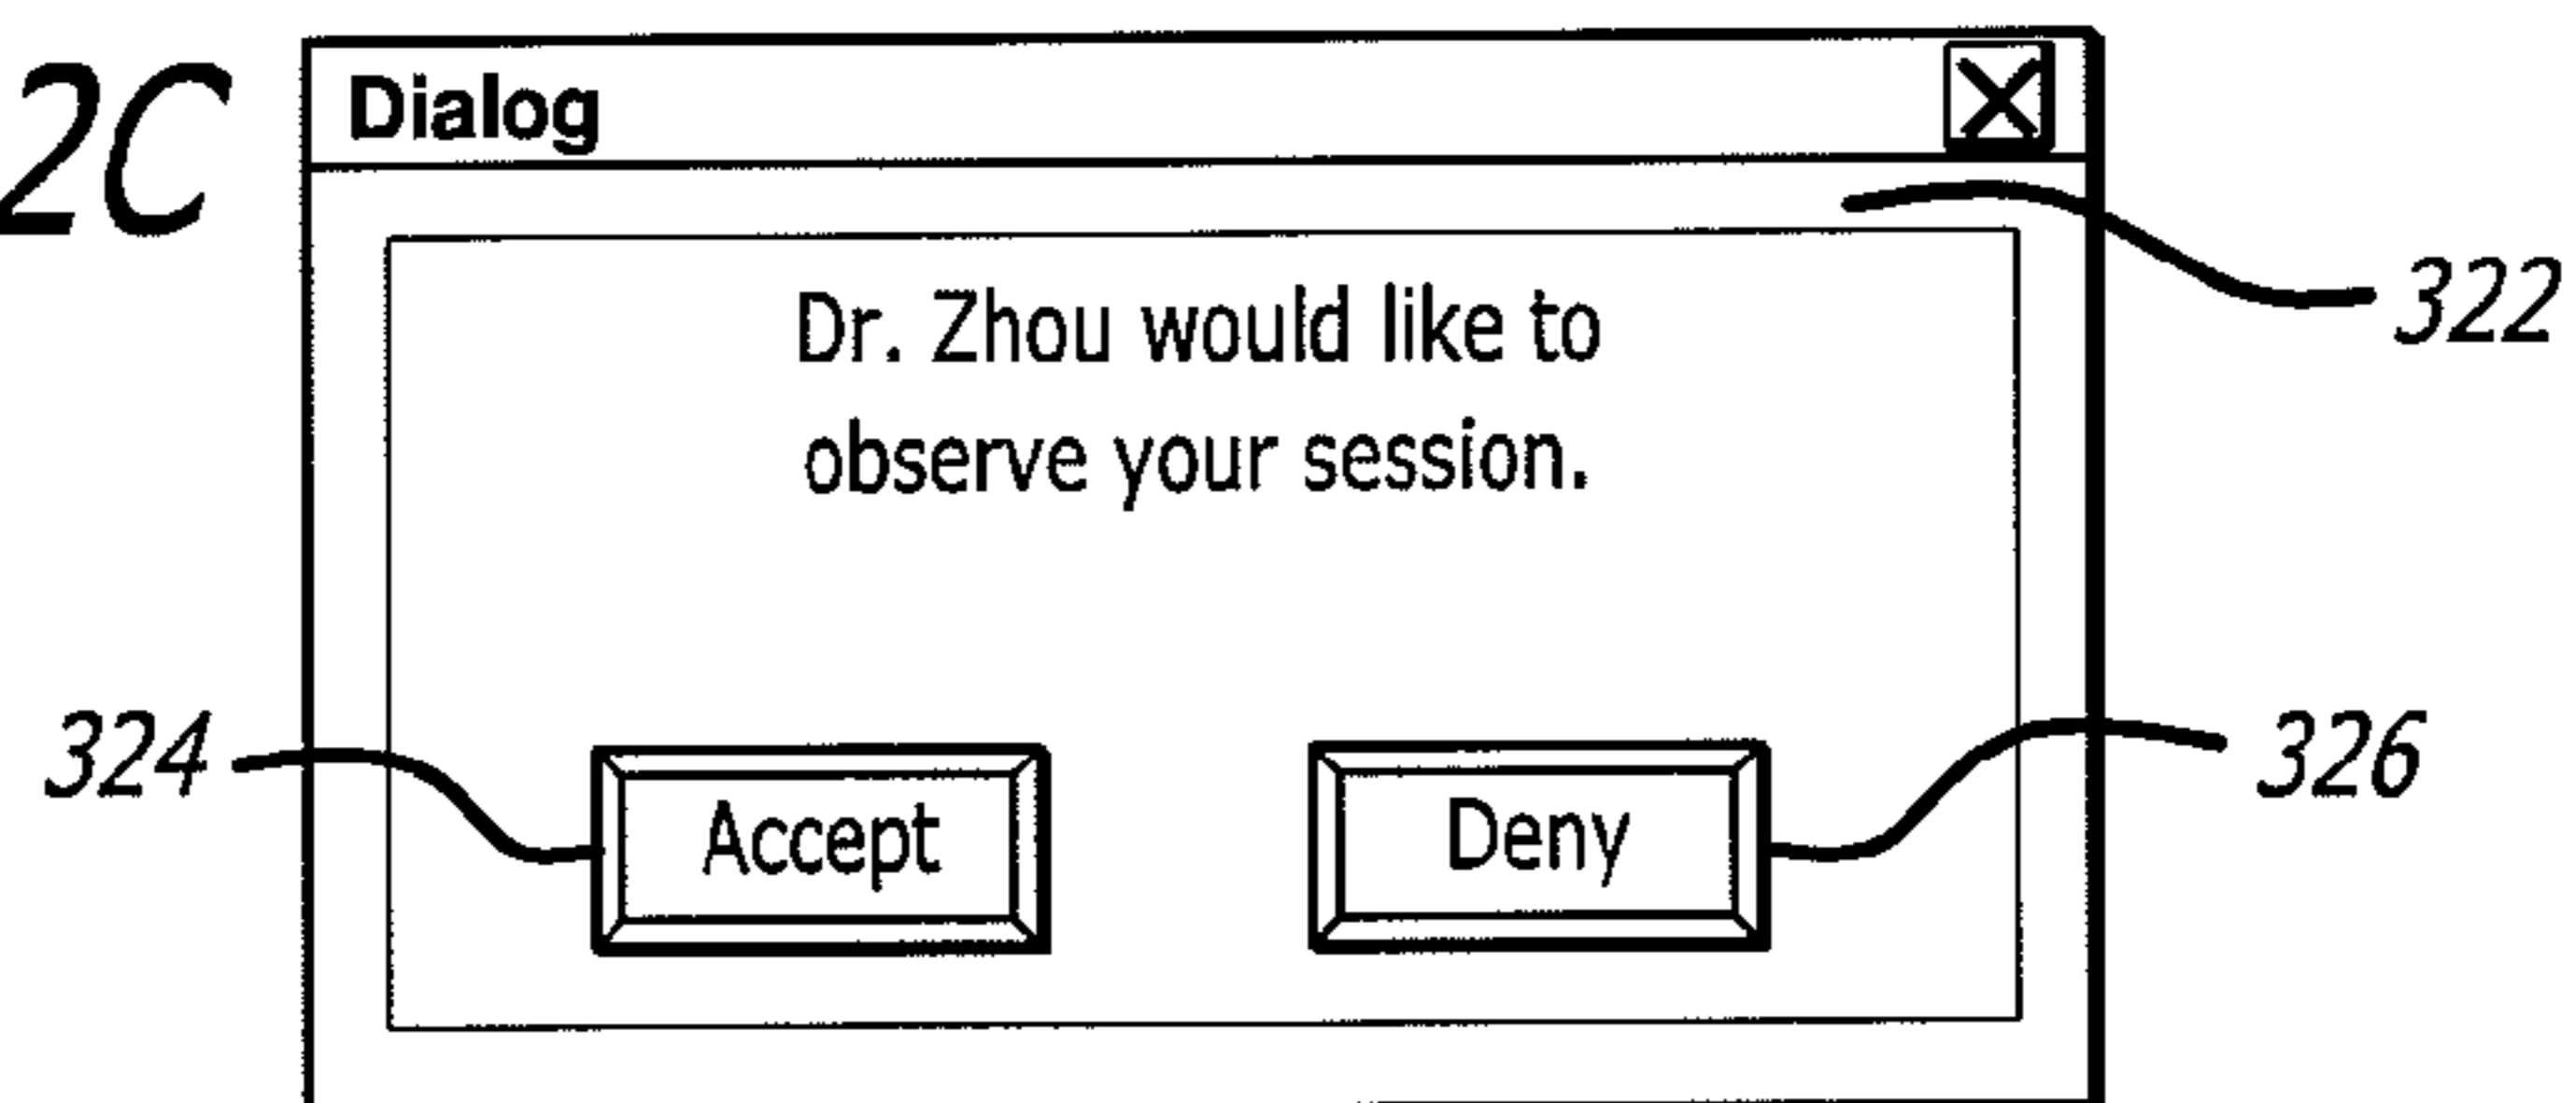 2C
Dialog
322
Dr. Zhou would like to
observe your session.
324
Accept
Deny
326